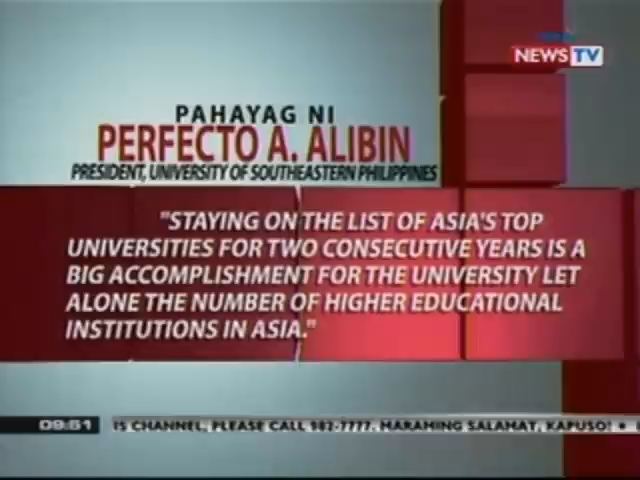 NEWS TV
PAHAYAG NI
PERFECTO A. ALIBIN
PRESIDENT, UNIVERSITY OF SOUTHEASTERN PHILIPPINES
"STAYING ON THE LIST OF ASIA'S TOP
UNIVERSITIES FOR TWO CONSECUTIVE YEARS IS A
BIG ACCOMPLISHMENT FOR THE UNIVERSITY LET
ALONE THE NUMBER OF HIGHER EDUCATIONAL
INSTITUTIONS IN ASIA."
09:51 IS CHANNEL, PLEASE CALL 982-7777. MARAMING SALAMAT, KAPUSO! •